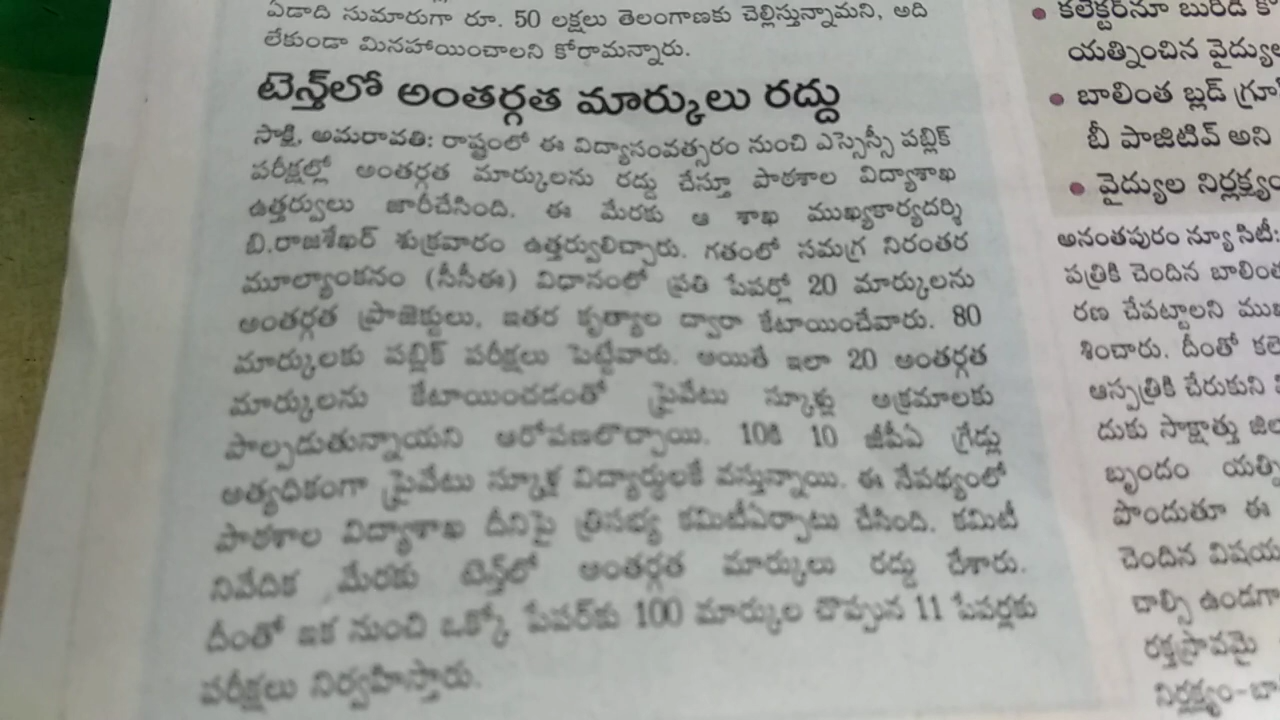 ఏడాది సుమారుగా రూ. 50 లక్షలు తెలంగాణకు చెల్లిస్తున్నామని, అది
లేకుండా మినహాయించాలని కోరామన్నారు.
టెన్త్‌లో అంతర్గత మార్కులు రద్దు
సాక్షి, అమరావతి: రాష్ట్రంలో ఈ విద్యాసంవత్సరం నుంచి ఎస్సెస్సీ పబ్లిక్
పరీక్షల్లో అంతర్గత మార్కులను రద్దు చేస్తూ పాఠశాల విద్యాశాఖ
ఉత్తర్వులు జారీచేసింది. ఈ మేరకు ఆ శాఖ ముఖ్యకార్యదర్శి
బి.రాజశేఖర్ శుక్రవారం ఉత్తర్వులిచ్చారు. గతంలో సమగ్ర నిరంతర
మూల్యాంకనం (సీసీఈ) విధానంలో ప్రతి పేపర్లో 20 మార్కులను
అంతర్గత ప్రాజెక్టులు, ఇతర కృత్యాల ద్వారా కేటాయించేవారు. 80
మార్కులకు పబ్లిక్ పరీక్షలు పెట్టేవారు. అయితే ఇలా 20 అంతర్గత
మార్కులను కేటాయించడంతో ప్రైవేటు స్కూళ్లు అక్రమాలకు
పాల్పడుతున్నాయని ఆరోపణలొచ్చాయి. 10కి 10 జీపీఏ గ్రేడ్లు
అత్యధికంగా ప్రైవేటు స్కూళ్ల విద్యార్థులకే వస్తున్నాయి. ఈ నేపథ్యంలో
పాఠశాల విద్యాశాఖ దీనిపై త్రిసభ్య కమిటీఏర్పాటు చేసింది. కమిటీ
నివేదిక మేరకు టెన్త్‌లో అంతర్గత మార్కులు రద్దు చేశారు.
దీంతో ఇక నుంచి ఒక్కో పేపర్‌కు 100 మార్కుల చొప్పున 11 పేపర్లకు
పరీక్షలు నిర్వహిస్తారు.
కలెక్టర్‌నూ బురిడీ
యత్నించిన వైద్యుల
బాలింత బ్లడ్ గ్రూ
బీ పాజిటివ్ అని
వైద్యుల నిర్లక్ష్యం
అనంతపురం న్యూసిటీ:
పత్రికి చెందిన బాలింత
రణ చేపట్టాలని ముఖ
శించారు. దీంతో కలె
ఆస్పత్రికి చేరుకుని
దుకు సాక్షాత్తు జిల
బృందం యత్ని
పొందుతూ ఈ
చెందిన విషయ
చాల్సి ఉండగా
రక్తస్రావమై
నిర్లక్ష్యం-బా